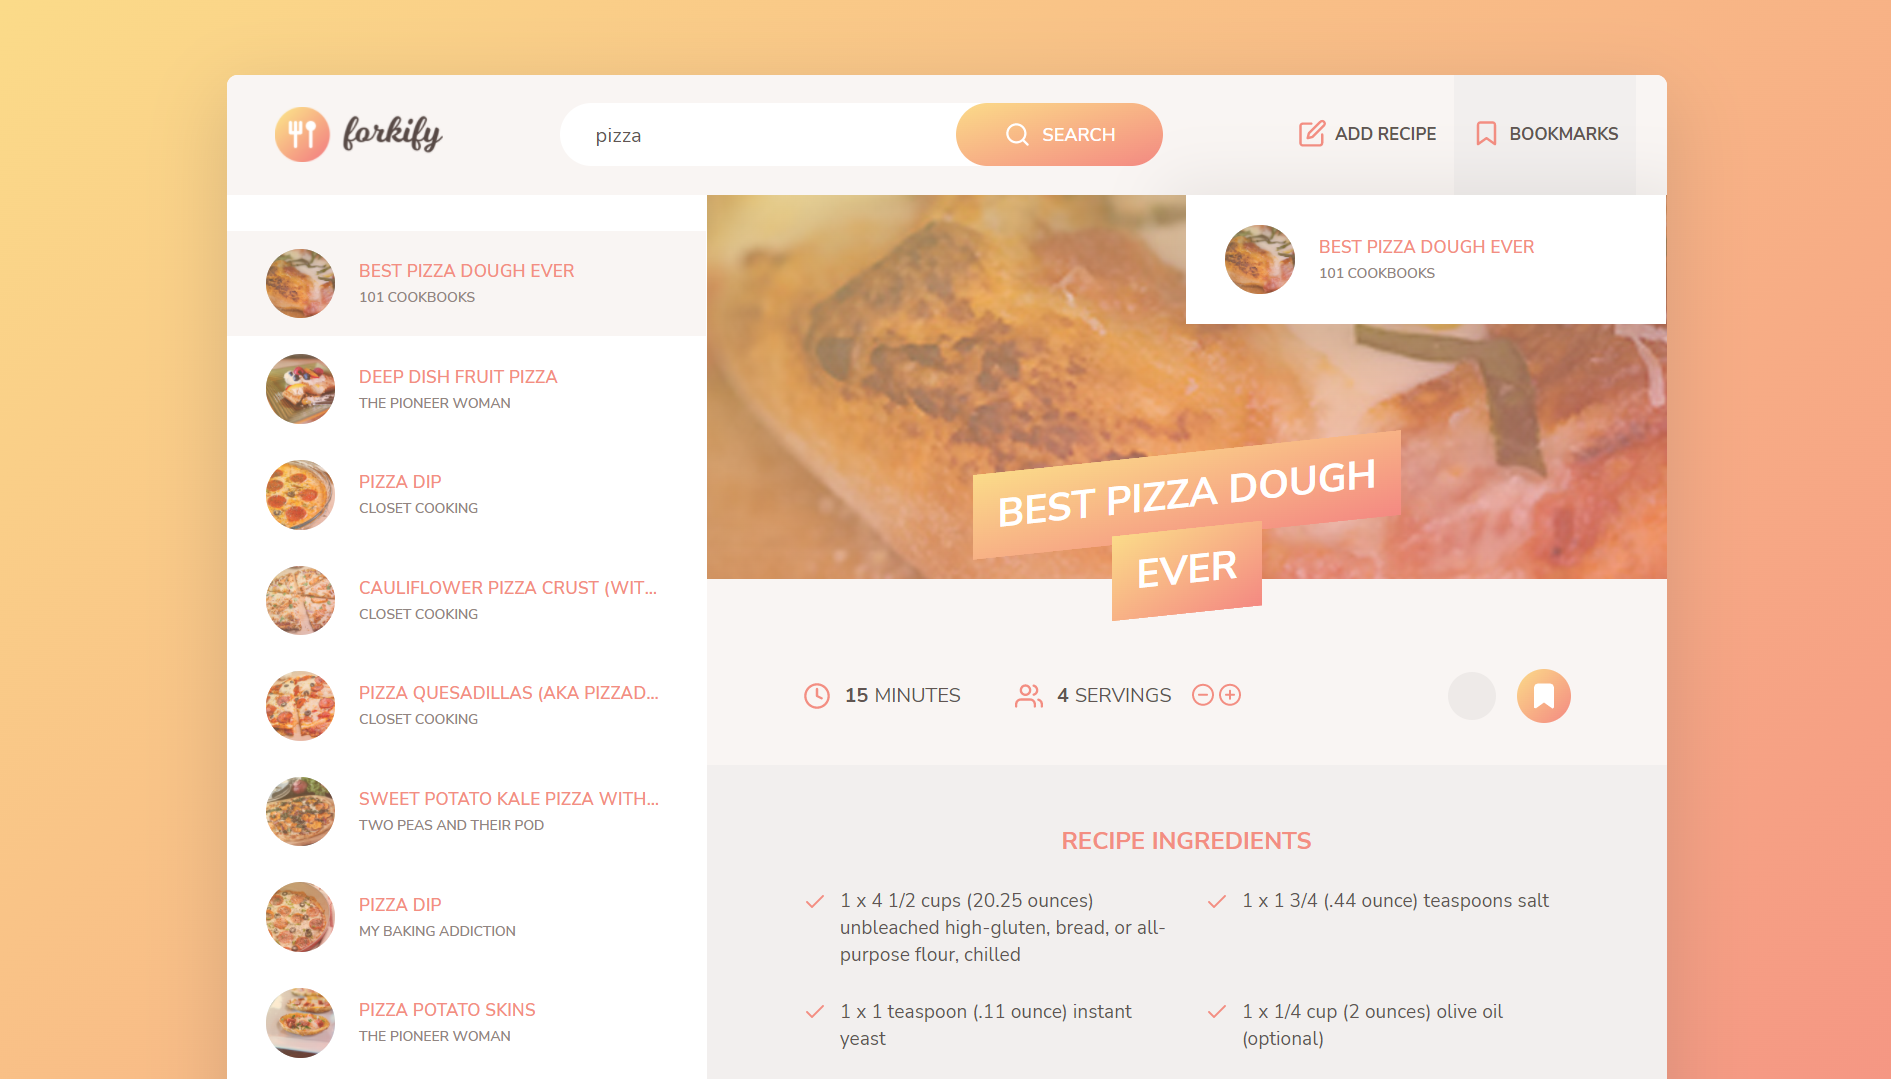 forkify
pizza
SEARCH
ADD RECIPE
BOOKMARKS
BEST PIZZA DOUGH EVER
101 COOKBOOKS
DEEP DISH FRUIT PIZZA
THE PIONEER WOMAN
PIZZA DIP
CLOSET COOKING
CAULIFLOWER PIZZA CRUST (WIT...
CLOSET COOKING
PIZZA QUESADILLAS (AKA PIZZAD...
CLOSET COOKING
SWEET POTATO KALE PIZZA WITH...
TWO PEAS AND THEIR POD
PIZZA DIP
MY BAKING ADDICTION
PIZZA POTATO SKINS
THE PIONEER WOMAN
BEST PIZZA DOUGH EVER
101 COOKBOOKS
BEST PIZZA DOUGH
EVER
15 MINUTES
4 SERVINGS
RECIPE INGREDIENTS
1 x 4 1/2 cups (20.25 ounces)
unbleached high-gluten, bread, or all-
purpose flour, chilled
1 x 1 3/4 (.44 ounce) teaspoons salt
1 x 1 teaspoon (.11 ounce) instant
yeast
1 x 1/4 cup (2 ounces) olive oil
(optional)